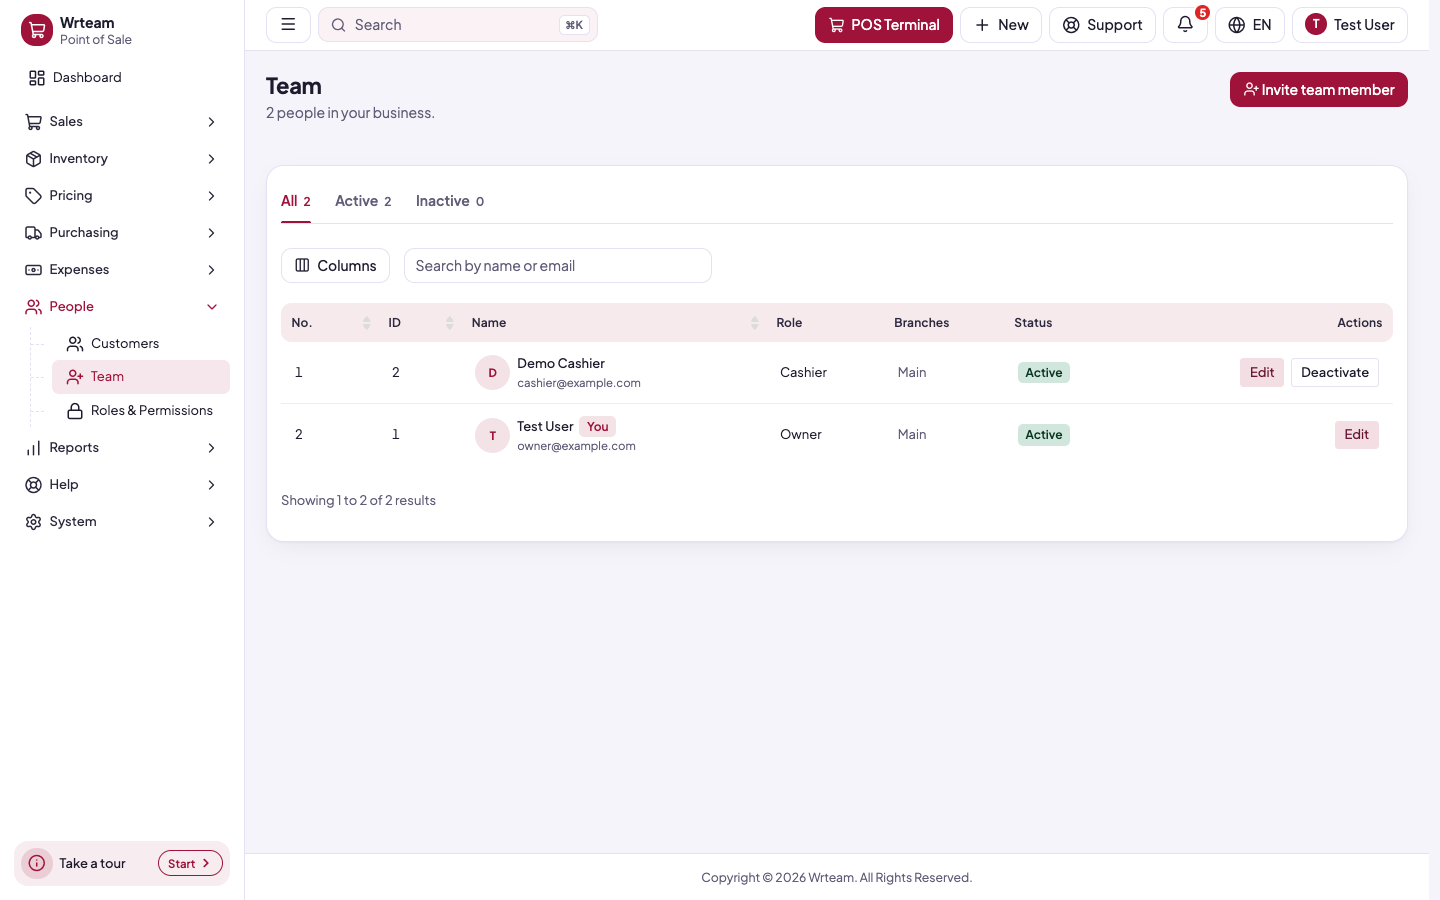 Wrteam
Point of Sale
Search
⌘K
POS Terminal
New
Support
5
EN
T
Test User
Dashboard
Sales
Inventory
Pricing
Purchasing
Expenses
People
Customers
Team
Roles & Permissions
Reports
Help
System
Take a tour
Start
Team
2 people in your business.
Invite team member
All 2
Active 2
Inactive 0
Columns
Search by name or email
No. ID Name Role Branches Status Actions
1 2 D Demo Cashier Cashier Main Active Edit Deactivate
cashier@example.com
2 1 T Test User You Owner Main Active Edit
owner@example.com
Showing 1 to 2 of 2 results
Copyright © 2026 Wrteam. All Rights Reserved.